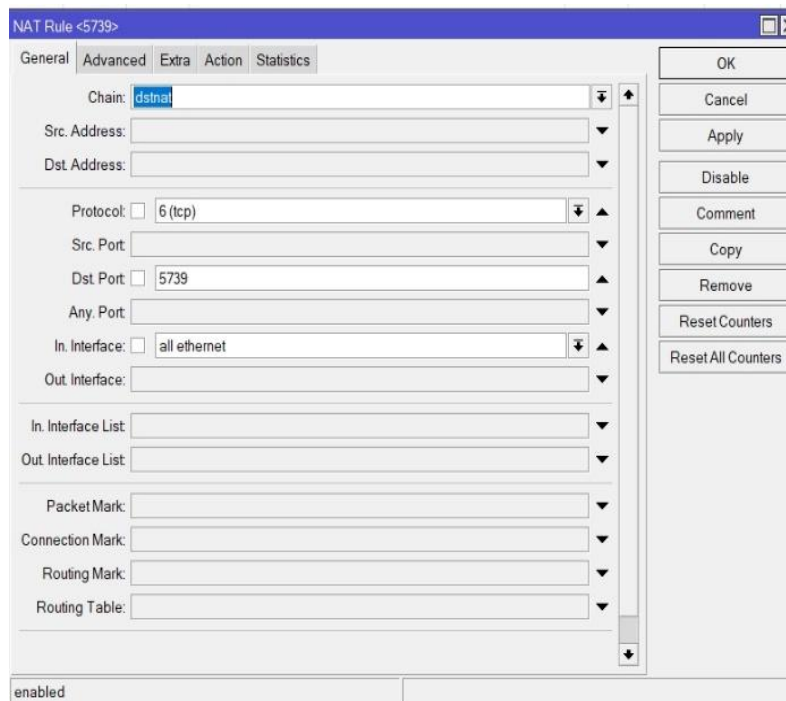 NAT Rule <5739>
General Advanced Extra Action Statistics
OK
Chain: dstnat
Cancel
Src. Address:
Apply
Dst. Address:
Disable
Protocol: 6 (tcp)
Comment
Src. Port:
Copy
Dst. Port: 5739
Remove
Any. Port:
Reset Counters
In. Interface: all ethernet
Reset All Counters
Out. Interface:
In. Interface List:
Out. Interface List:
Packet Mark:
Connection Mark:
Routing Mark:
Routing Table:
enabled